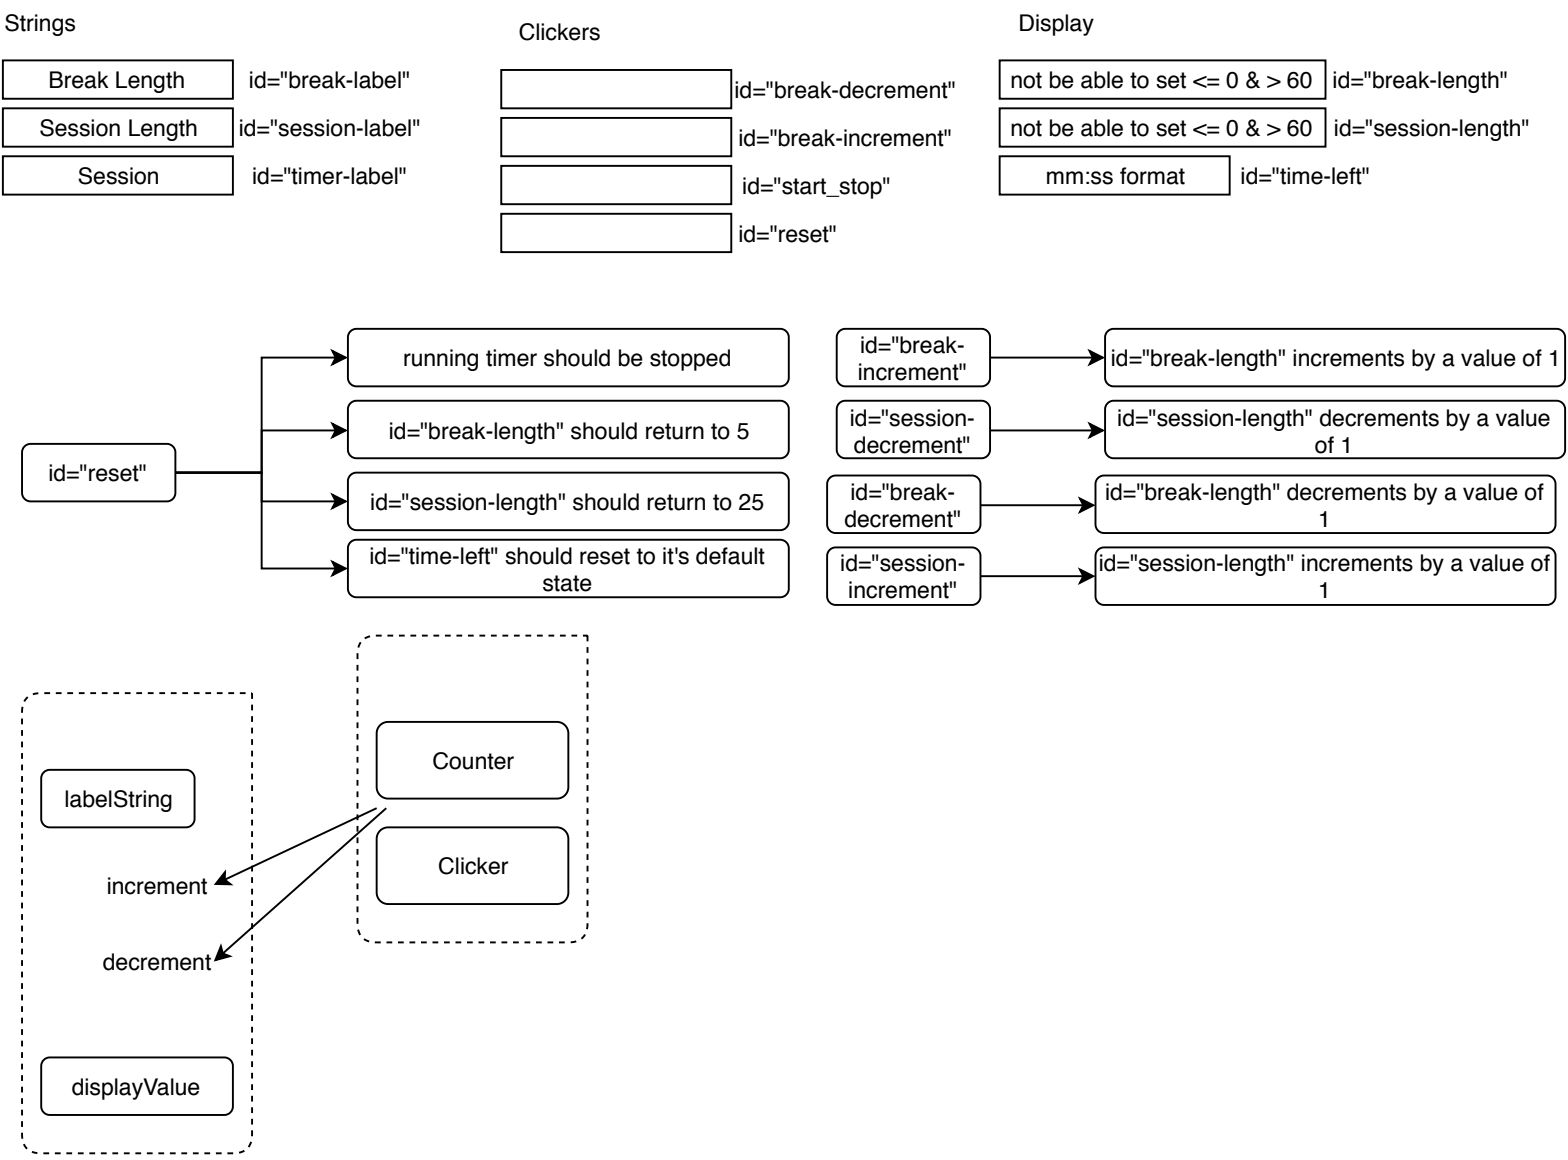 Strings
Break Length
id="break-label"
Session Length
id="session-label"
Session
id="timer-label"
Clickers
id="break-decrement"
id="break-increment"
id="start_stop"
id="reset"
Display
not be able to set <= 0 & > 60
id="break-length"
not be able to set <= 0 & > 60
id="session-length"
mm:ss format
id="time-left"
id="reset"
running timer should be stopped
id="break-length" should return to 5
id="session-length" should return to 25
id="time-left" should reset to it's default
state
id="break-
increment"
id="break-length" increments by a value of 1
id="session-
decrement"
id="session-length" decrements by a value
of 1
id="break-
decrement"
id="break-length" decrements by a value of
1
id="session-
increment"
id="session-length" increments by a value of
1
labelString
increment
decrement
displayValue
Counter
Clicker